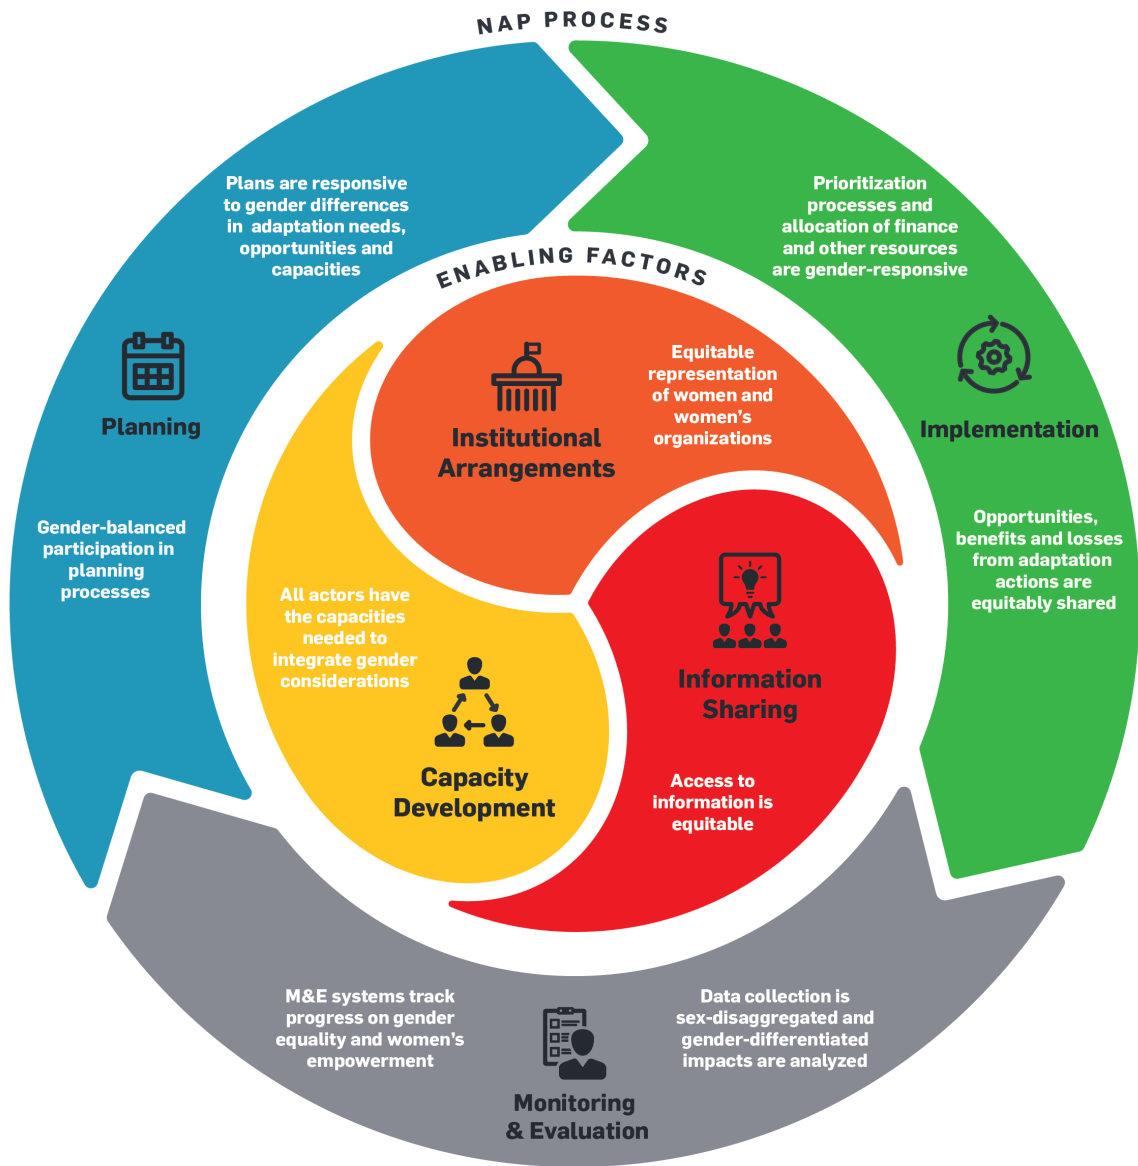 NAP PROCESS
Plans are responsive
to gender differences
in adaptation needs,
opportunities and
capacities
Planning
Gender-balanced
participation in
planning
processes
Prioritization
processes and
allocation of finance
and other resources
are gender-responsive
Implementation
Opportunities,
benefits and losses
from adaptation
actions are
equitably shared
ENABLING FACTORS
Institutional
Arrangements
Equitable
representation
of women and
women's
organizations
All actors have
the capacities
needed to
integrate gender
considerations
Capacity
Development
Information
Sharing
Access to
information is
equitable
M&E systems track
progress on gender
equality and women's
empowerment
Monitoring
& Evaluation
Data collection is
sex-disaggregated and
gender-differentiated
impacts are analyzed